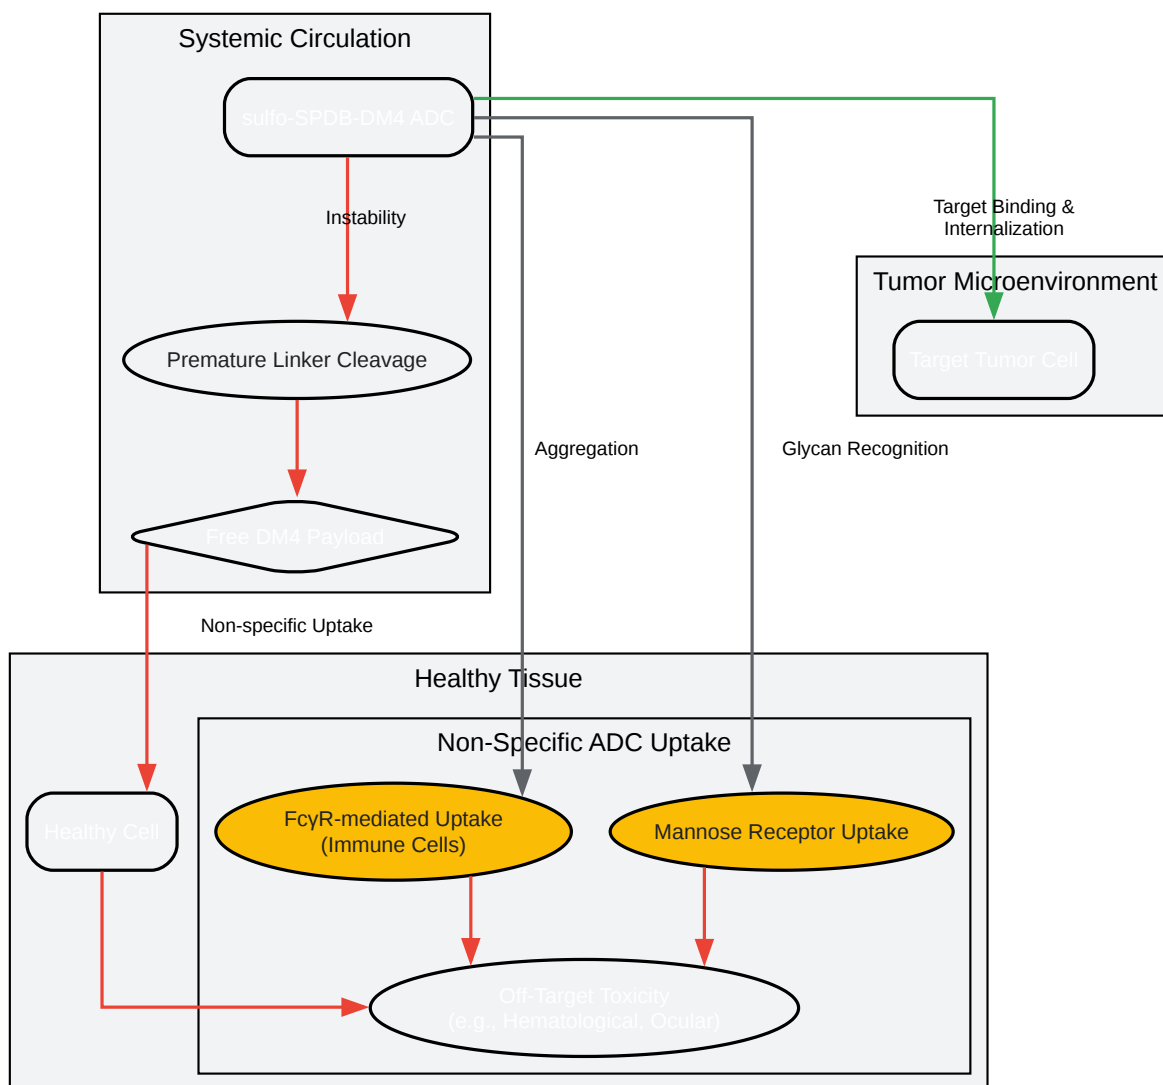 Systemic Circulation
sulfo-SPDB-DM4 ADC
Instability
Target Binding &
Internalization
Tumor Microenvironment
Premature Linker Cleavage
Target Tumor Cell
Aggregation
Glycan Recognition
Free DM4 Payload
Non-specific Uptake
Healthy Tissue
Non-Specific ADC Uptake
Healthy Cell
FcγR-mediated Uptake
(Immune Cells)
Mannose Receptor Uptake
Off-Target Toxicity
(e.g., Hematological, Ocular)